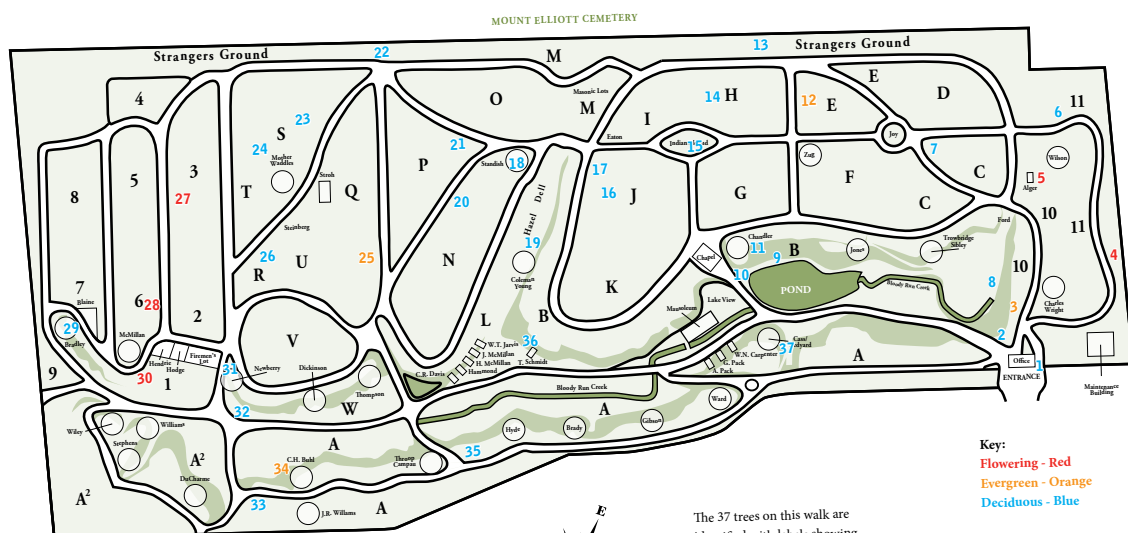 MOUNT ELLIOTT CEMETERY
Strangers Ground
22
M
13
Strangers Ground
4
S
23
24
Mogher
Waddles
T
Stroh
Q
Steinberg
26
R
U
25
O
Masonic Lots
M
14
H
I
Eaton
15
12
E
E
D
Joy
11
6
8
5
3
27
7
Blaine
6
28
2
29
Bradley
McMillan
Hendrie
Hodge
Firemen's
Lot
9
30
1
31
Newberry
V
Dickinson
Thompson
32
W
P
21
Standish
18
20
N
Hazel Dell
19
Coleman
Young
L
B
W.T. Jarvis
J. McMillan
H. McMillan
Hammond
36
T. Schmidt
C.R. Davis
17
16
J
K
G
Zug
F
7
C
C
Wilson
Alger
5
10
11
Ford
Chapel
Chandler
11
B
9
10
Jones
Trowbridge
Sibley
POND
Bloody Run Creek
8
10
3
4
Charles
Wright
Mausoleum
Lake View
Cass/
37
W.N. Carpenter
G. Pack
A. Pack
A
2
Office
1
ENTRANCE
Maintenance
Building
Bloody Run Creek
A
Ward
Gibson
Brady
Hyde
35
Wiley
Williams
Stephens
A²
DuCharme
A²
A
34
C.H. Buhl
Throop
Campau
33
J.R. Willams
A
Key:
Flowering - Red
Evergreen - Orange
Deciduous - Blue
E
The 37 trees on this walk are
identified with labels showing